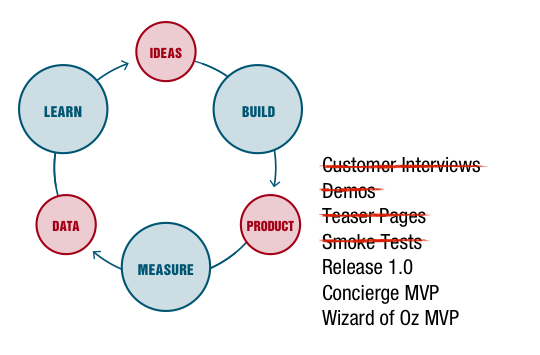 IDEAS
LEARN
BUILD
DATA
PRODUCT
MEASURE
Customer Interviews
Demos
Teaser Pages
Smoke Tests
Release 1.0
Concierge MVP
Wizard of Oz MVP